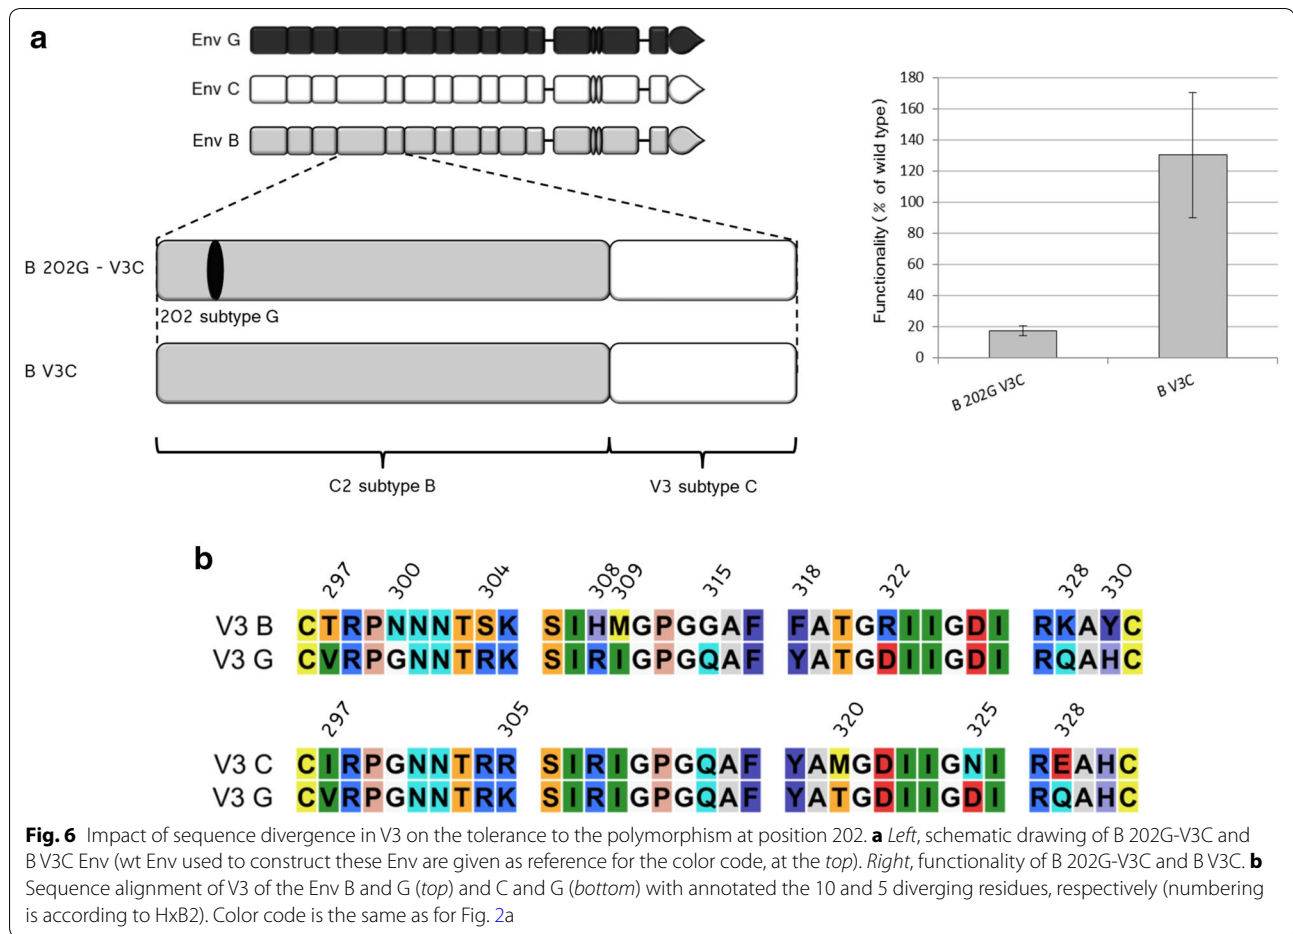 a
Env G
Env C
Env B
B 202G - V3C
202 subtype G
B V3C
C2 subtype B
V3 subtype C
Functionality (% of wild type)
180
160
140
120
100
80
60
40
20
0
B 202G V3C
B V3C
b
297 300 304 308 309 315 318 322 328 330
V3 B CTRPNNNTSK SIHMGPGGAF FATGRIIGDI RKAYC
V3 G CVRPGNNTRK SIRIGPGQAF YATGDIIGDI RQAHC
297 305 320 325 328
V3 C CIRPGNNTRR SIRIGPGQAF YAMGDIIGNI REAHC
V3 G CVRPGNNTRK SIRIGPGQAF YATGDIIGDI RQAHC
Fig. 6 Impact of sequence divergence in V3 on the tolerance to the polymorphism at position 202. a Left, schematic drawing of B 202G-V3C and
B V3C Env (wt Env used to construct these Env are given as reference for the color code, at the top). Right, functionality of B 202G-V3C and B V3C. b
Sequence alignment of V3 of the Env B and G (top) and C and G (bottom) with annotated the 10 and 5 diverging residues, respectively (numbering
is according to HxB2). Color code is the same as for Fig. 2a